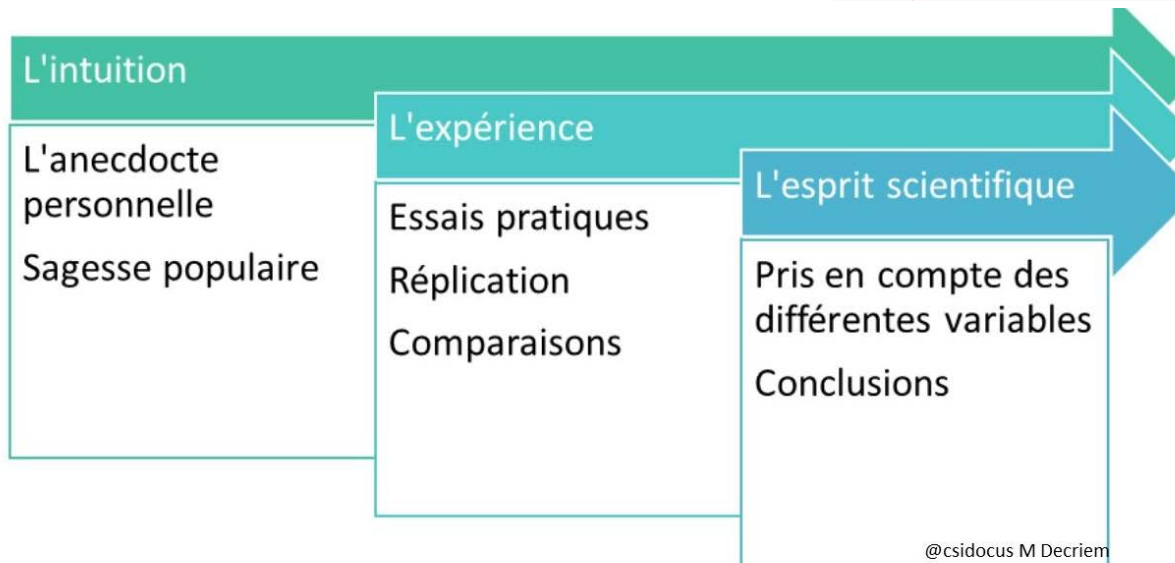 L'intuition
L'anecdocte
personnelle
Sagesse populaire
L'expérience
Essais pratiques
Réplication
Comparaisons
L'esprit scientifique
Pris en compte des
différentes variables
Conclusions
@csidocus M Decriem